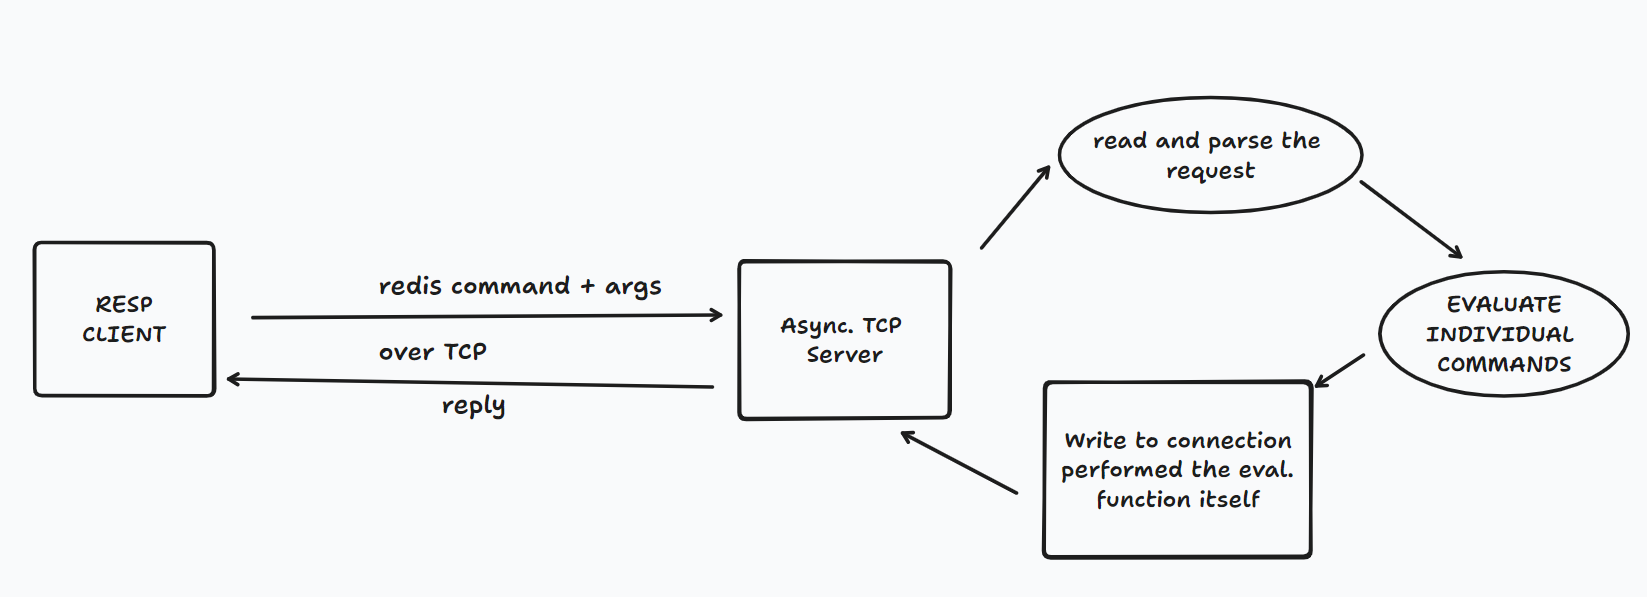 RESP
CLIENT
redis command + args
over TCP
reply
Async. TCP
Server
read and parse the
request
EVALUATE
INDIVIDUAL
COMMANDS
Write to connection
performed the eval.
function itself